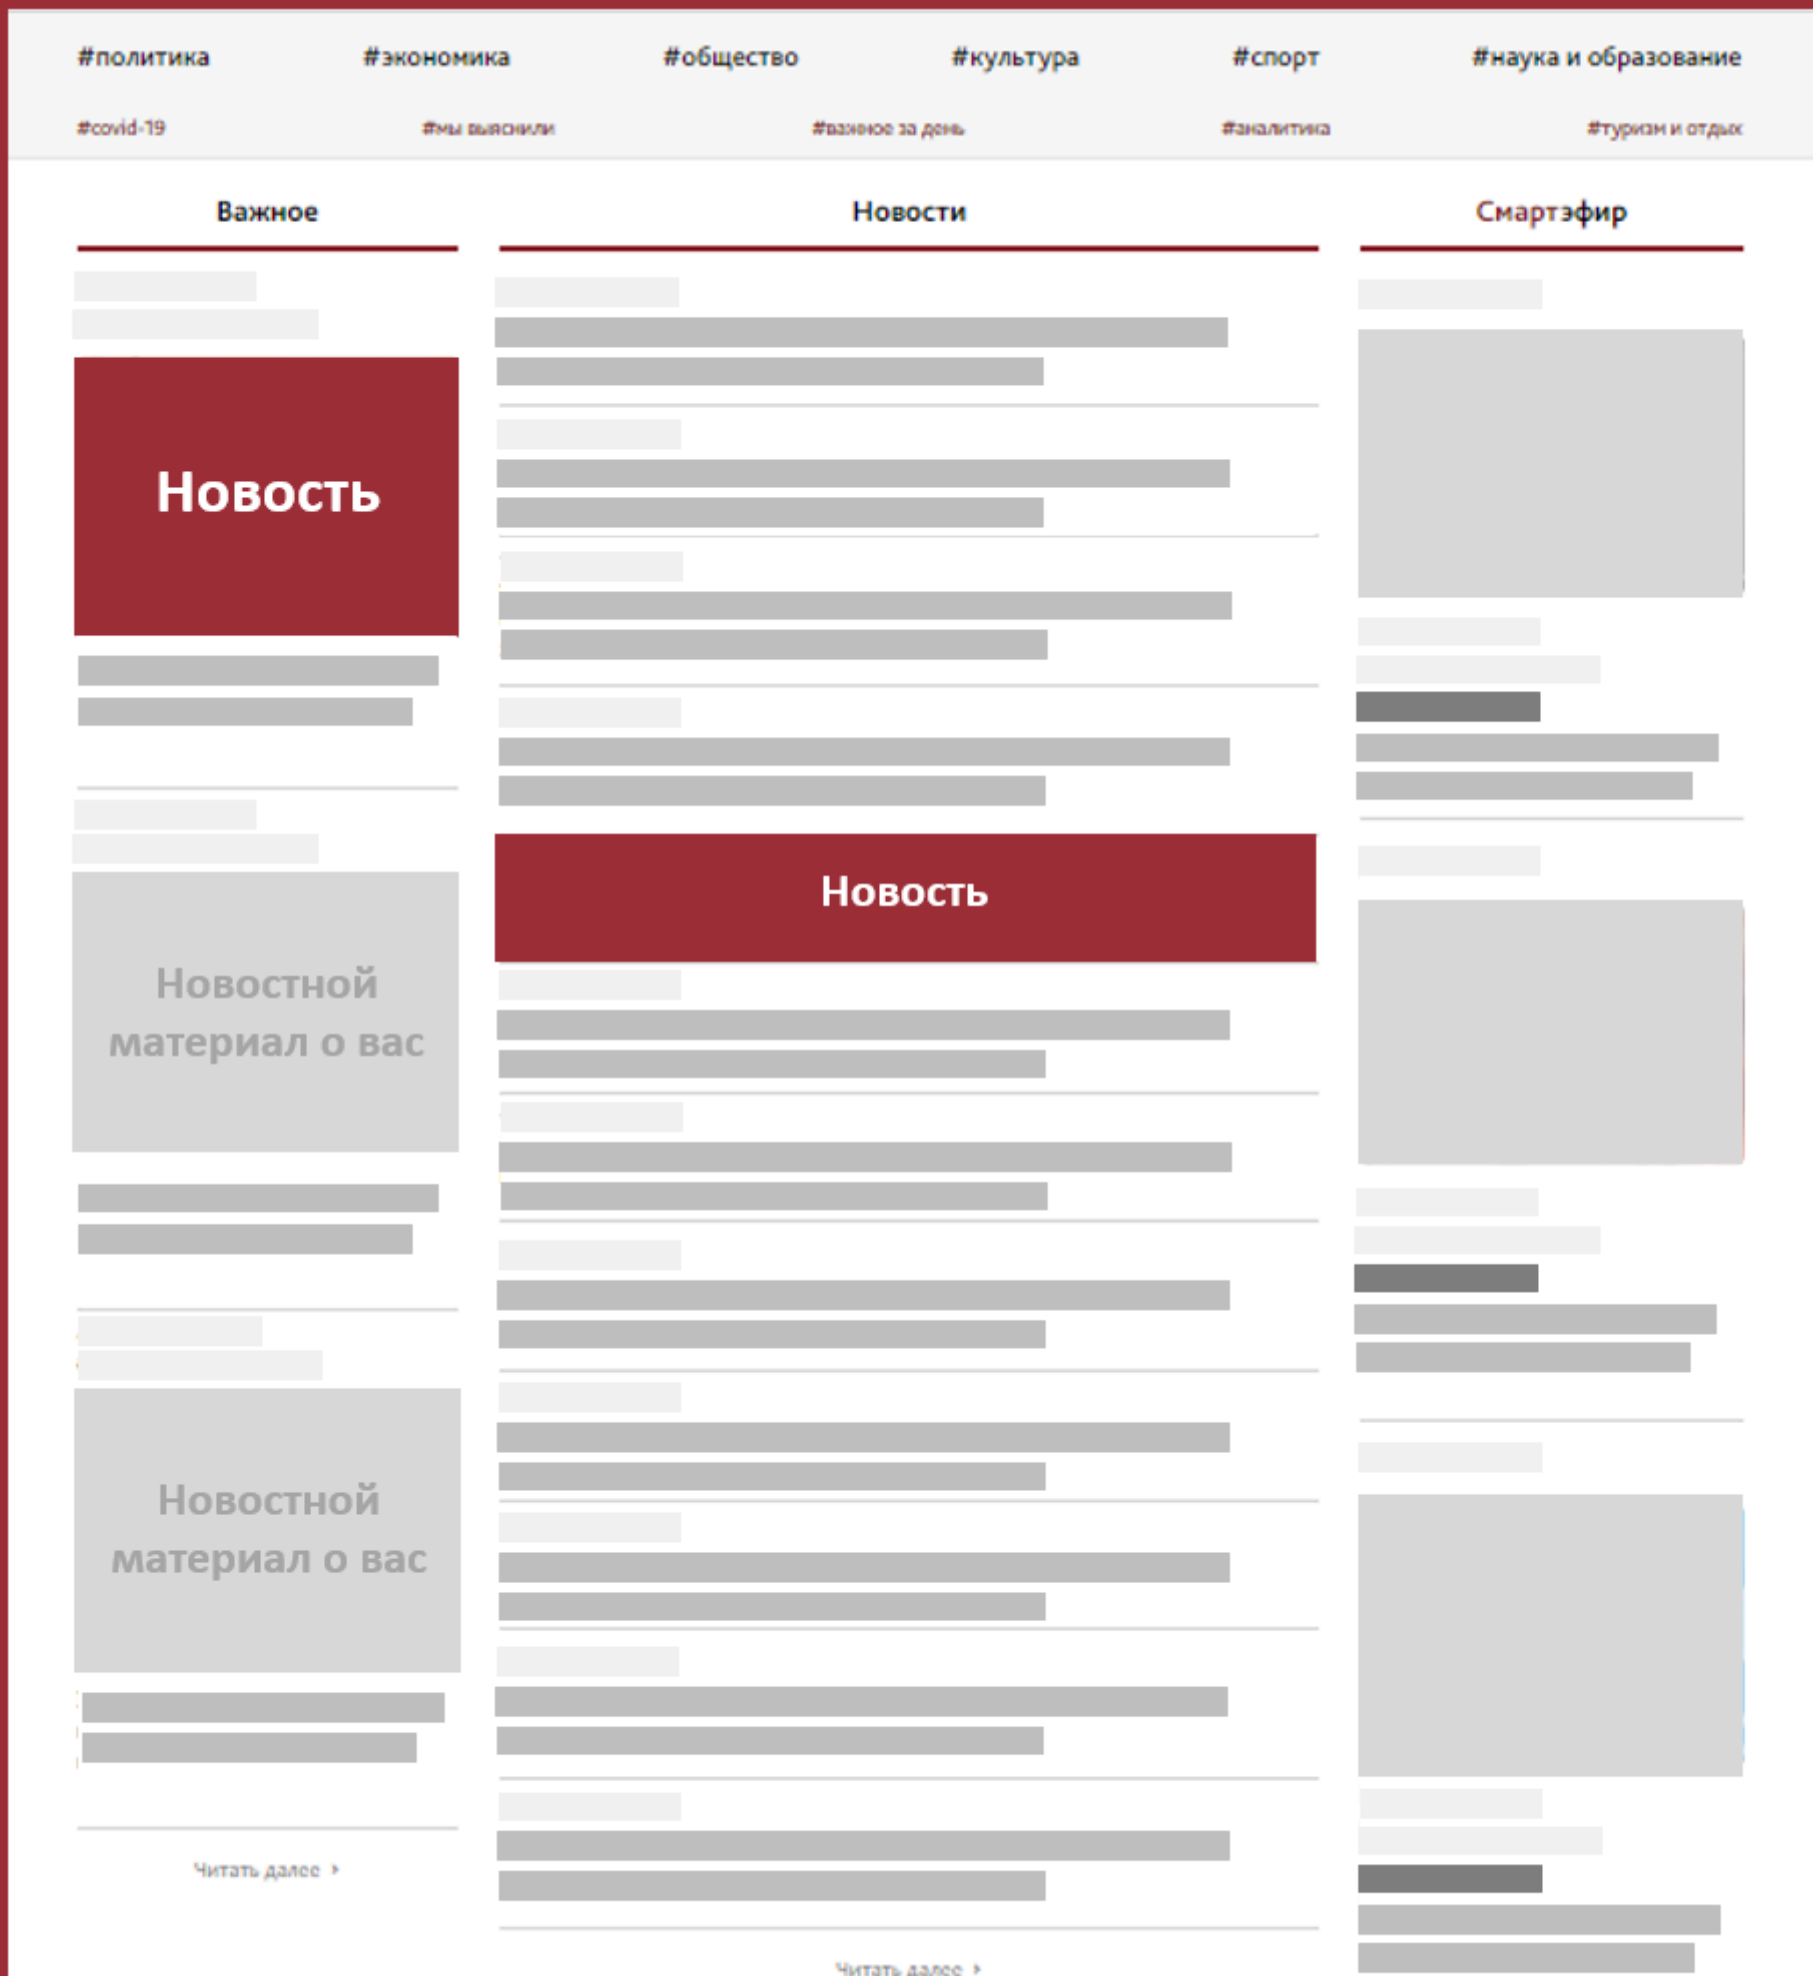 #политика #экономика #общество #культура #спорт #наука и образование
#covid-19 #мы выяснили #важное за день #аналитика #туризм и отдых
Важное
Новость
Новостной
материал о вас
Новостной
материал о вас
Читать далее ›
Новости
Новость
Читать далее ›
Смартэфир